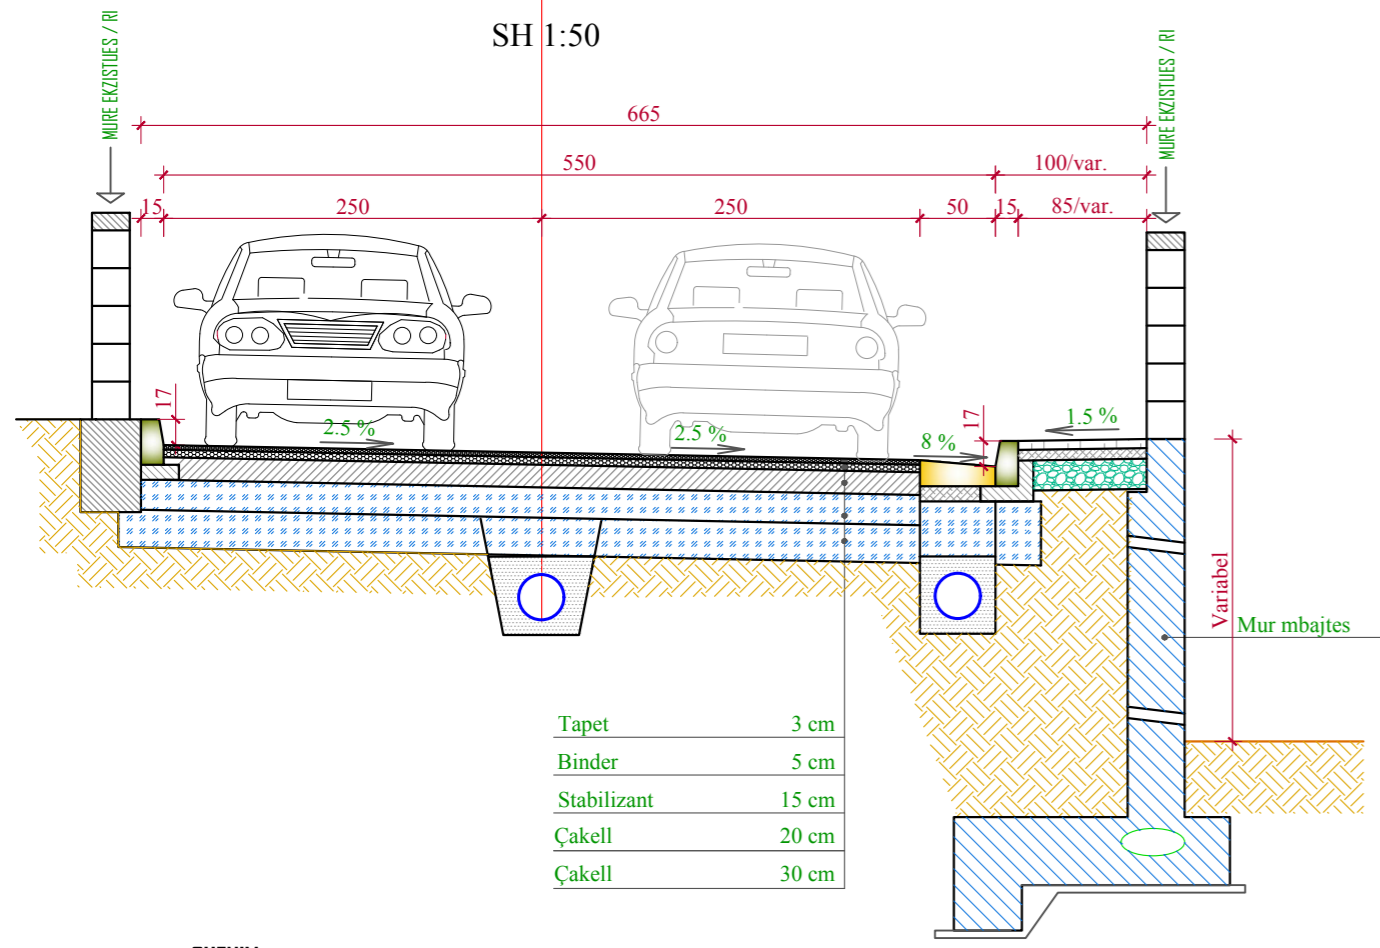 SH 1:50
MURE EKZISTUES / RI
MURE EKZISTUES / RI
665
550
100/var.
15
250
250
50
15
85/var.
17
17
2.5 %
2.5 %
8 %
1.5 %
Variabel
Mur mbajtes
Tapet 3 cm
Binder 5 cm
Stabilizant 15 cm
Çakell 20 cm
Çakell 30 cm